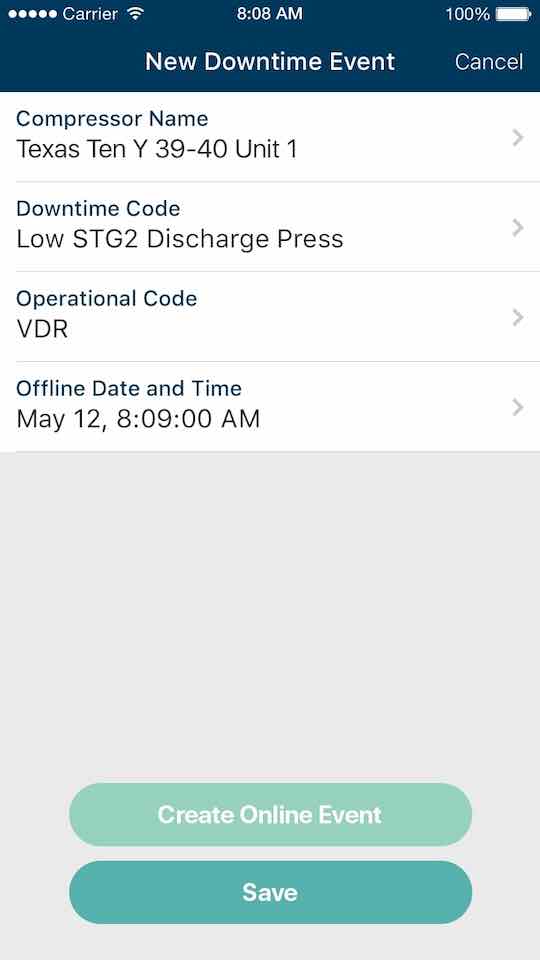 Carrier 8:08 AM 100%
New Downtime Event Cancel
Compressor Name
Texas Ten Y 39-40 Unit 1
Downtime Code
Low STG2 Discharge Press
Operational Code
VDR
Offline Date and Time
May 12, 8:09:00 AM
Create Online Event
Save